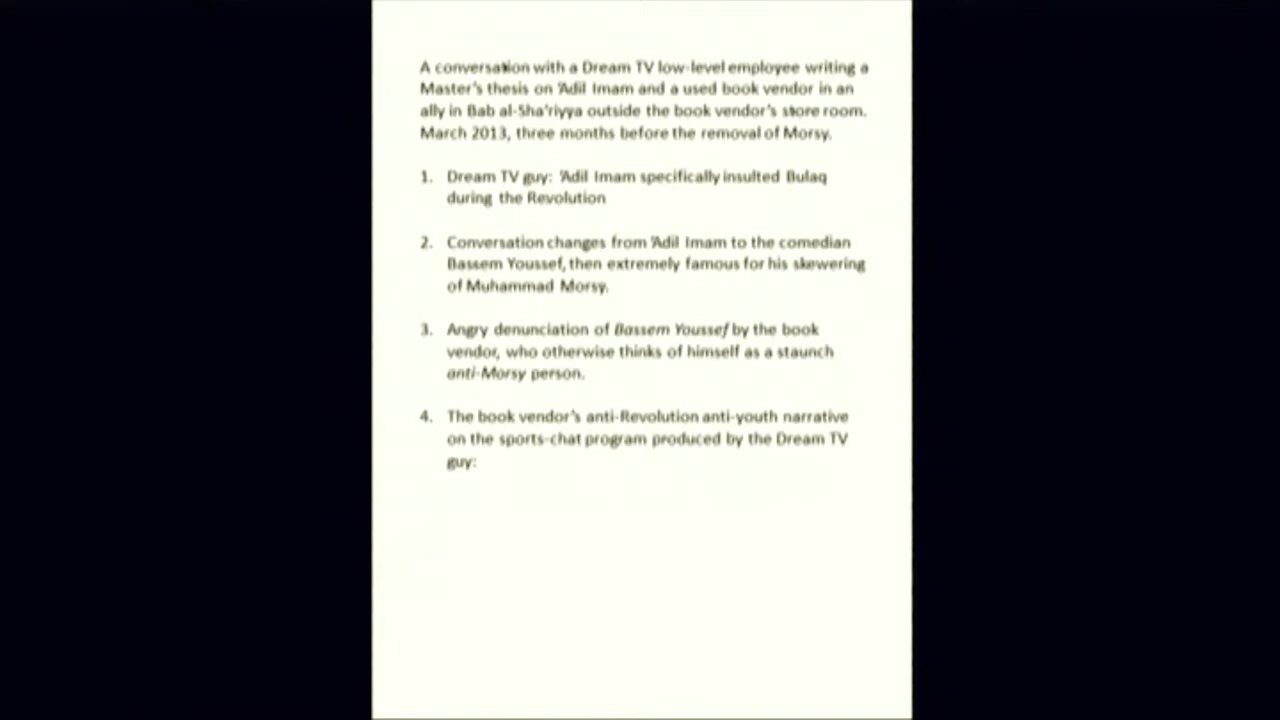 A conversation with a Dream TV low-level employee writing a
Master's thesis on 'Adil Imam and a used book vendor in an
ally in Bab al-Sha'riyya outside the book vendor's store room.
March 2013, three months before the removal of Morsy.
1. Dream TV guy: 'Adil Imam specifically insulted Bulaq
during the Revolution
2. Conversation changes from 'Adil Imam to the comedian
Bassem Youssef, then extremely famous for his skewering
of Muhammad Morsy.
3. Angry denunciation of Bassem Youssef by the book
vendor, who otherwise thinks of himself as a staunch
anti-Morsy person.
4. The book vendor's anti-Revolution anti-youth narrative
on the sports-chat program produced by the Dream TV
guy: